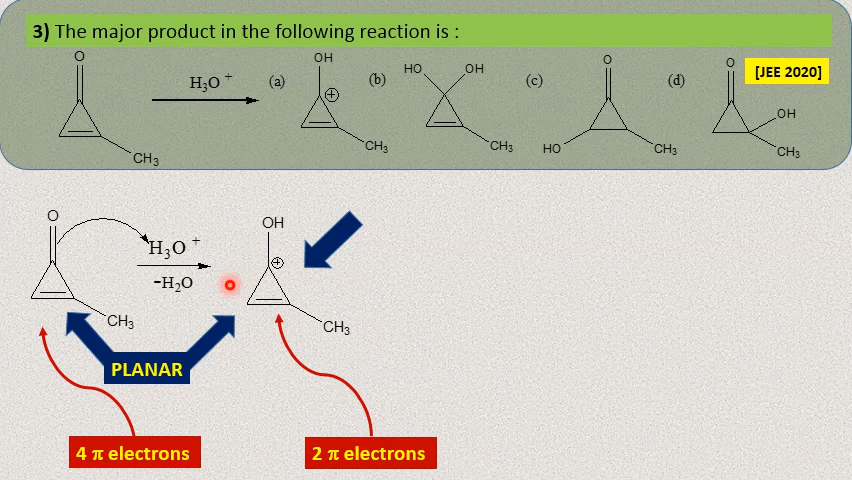 3) The major product in the following reaction is :
[JEE 2020]
O
CH₃
H₃O ⁺
(a)
OH
⊕
CH₃
(b)
HO
OH
CH₃
(c)
O
HO
CH₃
(d)
O
OH
CH₃
O
CH₃
H₃O ⁺
-H₂O
OH
⊕
CH₃
PLANAR
4 π electrons
2 π electrons